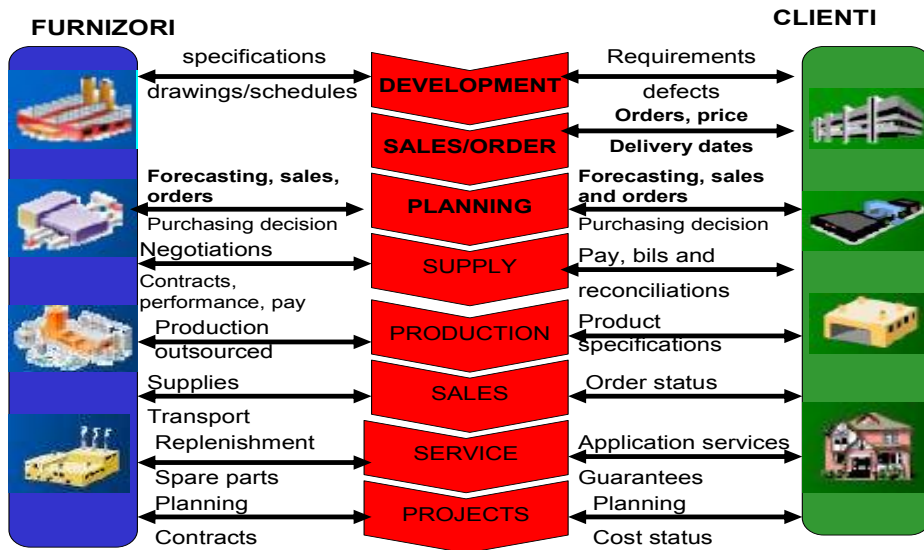 FURNIZORI
CLIENTI
specifications
drawings/schedules
DEVELOPMENT
Requirements
defects
SALES/ORDER
Orders, price
Delivery dates
Forecasting, sales,
orders
Purchasing decision
PLANNING
Forecasting, sales
and orders
Purchasing decision
Negotiations
Contracts,
performance, pay
SUPPLY
Pay, bils and
reconciliations
Production
outsourced
PRODUCTION
Product
specifications
Supplies
Transport
SALES
Order status
Replenishment
Spare parts
SERVICE
Application services
Guarantees
Planning
Contracts
PROJECTS
Planning
Cost status